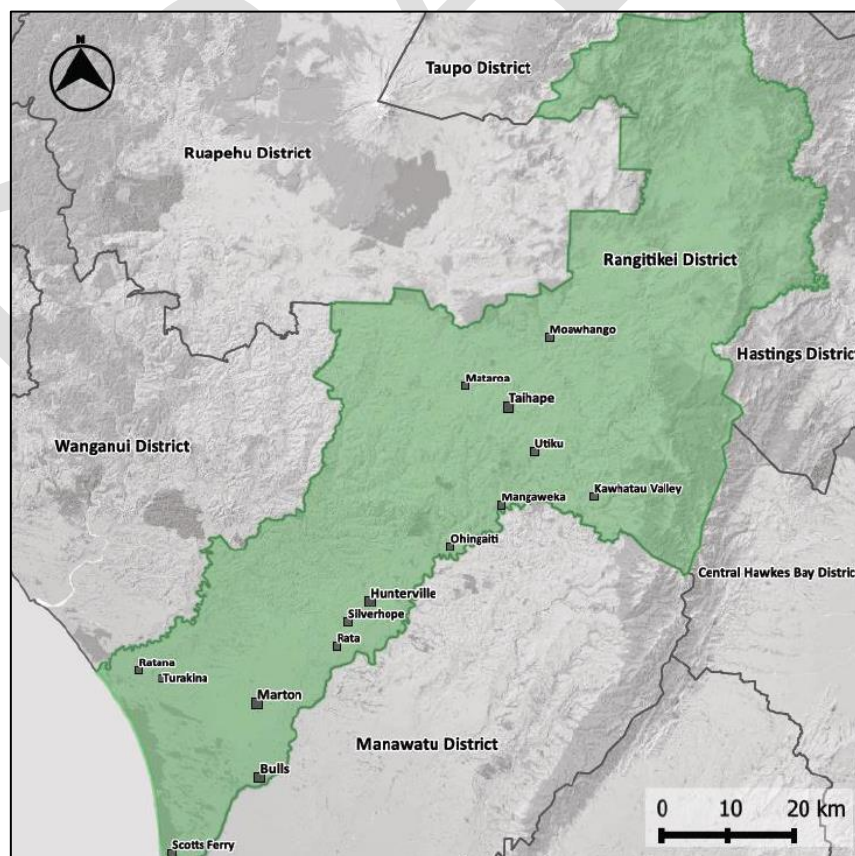 N
Taupo District
Ruapehu District
Rangitikei District
Moawhango
Hastings District
Mataroa
Taihape
Wanganui District
Utiku
Kawhatau Valley
Mangaweka
Ohingaiti
Central Hawkes Bay District
Hunterville
Silverhope
Rata
Ratana
Turakina
Marton
Manawatu District
Bulls
0 10 20 km
Scotts Ferry